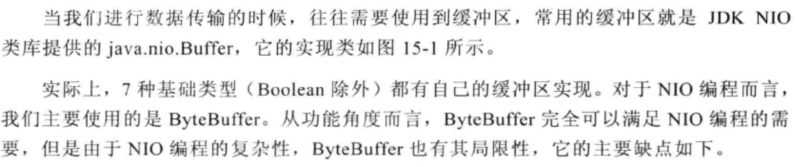 当我们进行数据传输的时候，往往需要使用到缓冲区，常用的缓冲区就是 JDK NIO
类库提供的 java.nio.Buffer，它的实现类如图 15-1 所示。
实际上，7 种基础类型（Boolean 除外）都有自己的缓冲区实现。对于 NIO 编程而言，
我们主要使用的是 ByteBuffer。从功能角度而言，ByteBuffer 完全可以满足 NIO 编程的需
要，但是由于 NIO 编程的复杂性，ByteBuffer 也有其局限性，它的主要缺点如下。